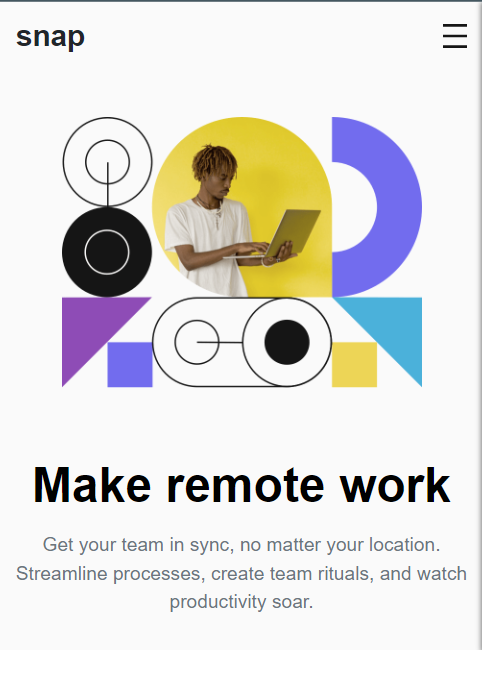 snap
Make remote work
Get your team in sync, no matter your location.
Streamline processes, create team rituals, and watch
productivity soar.